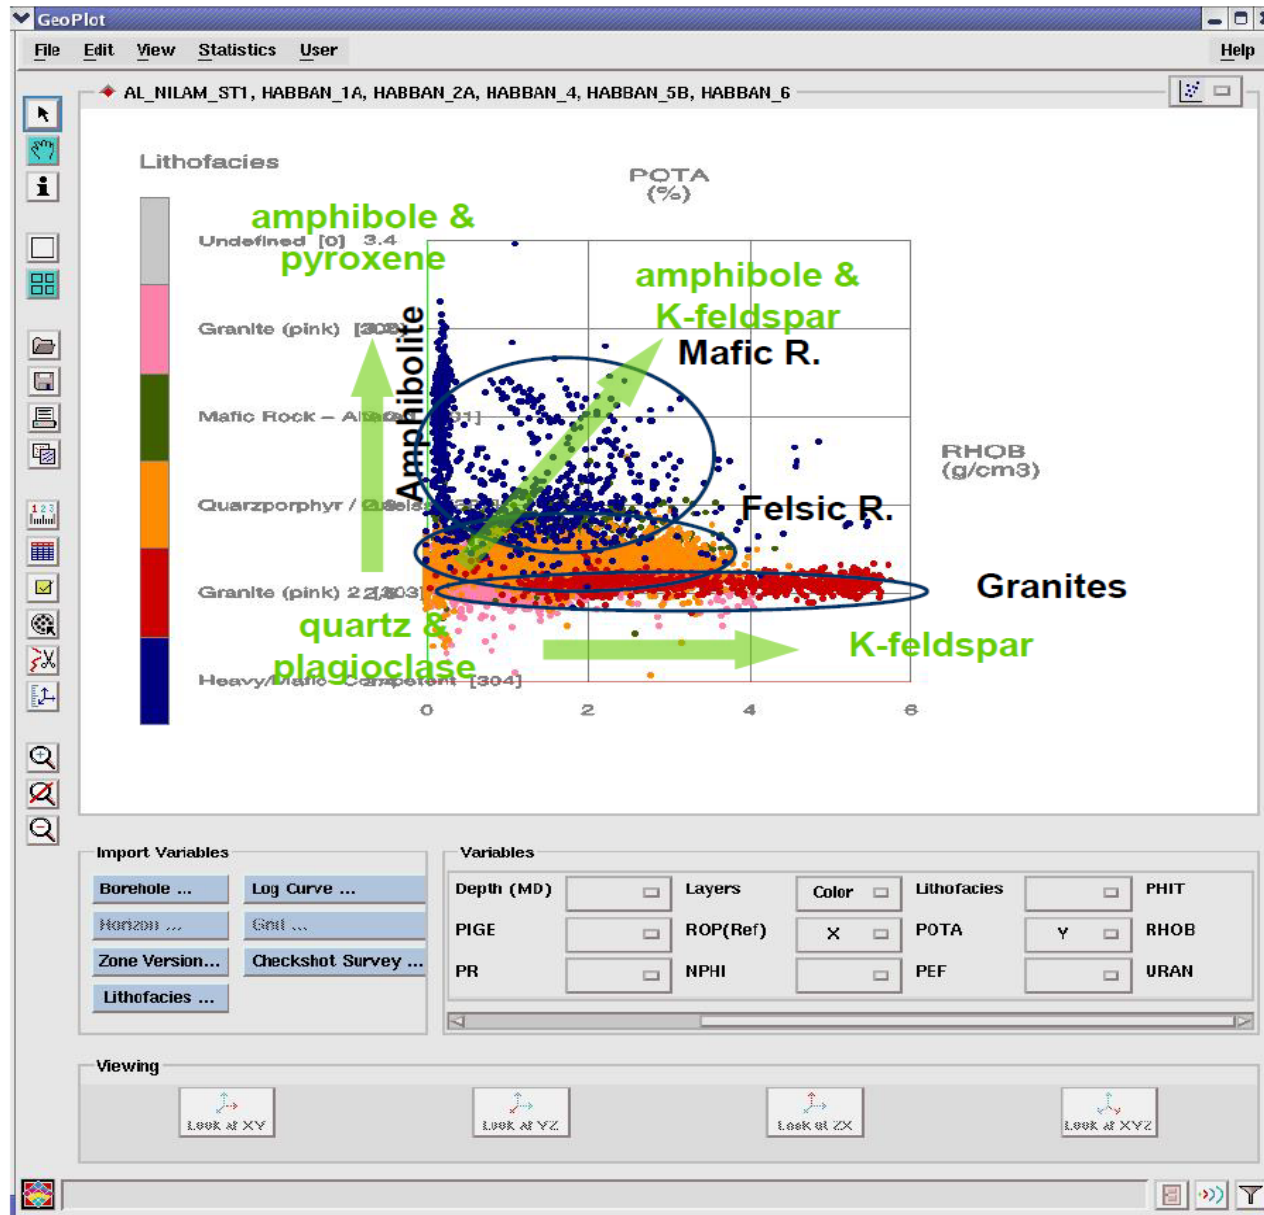 GeoPlot
File Edit View Statistics User Help
AL_NILAM_ST1, HABBAN_1A, HABBAN_2A, HABBAN_4, HABBAN_5B, HABBAN_6
Lithofacies
POTA
(%)
amphibole &
pyroxene
Undefined [0] 3.4
amphibole &
K-feldspar
Granite (pink)
Mafic R.
Amphibolite
Mafic Rock –
RHOB
(g/cm3)
Quarzporphyr /
Felsic R.
Granite (pink)
Granites
quartz &
plagioclase
K-feldspar
Heavy/Mafic-Competent [304]
0 2 4 6
Import Variables
Borehole ... Log Curve ...
Horizon ... Grid ...
Zone Version... Checkshot Survey ...
Lithofacies ...
Variables
Depth (MD) Layers Color Lithofacies PHIT
PIGE ROP(Ref) X POTA Y RHOB
PR NPHI PEF URAN
Viewing
Look at XY Look at YZ Look at ZX Look at XYZ